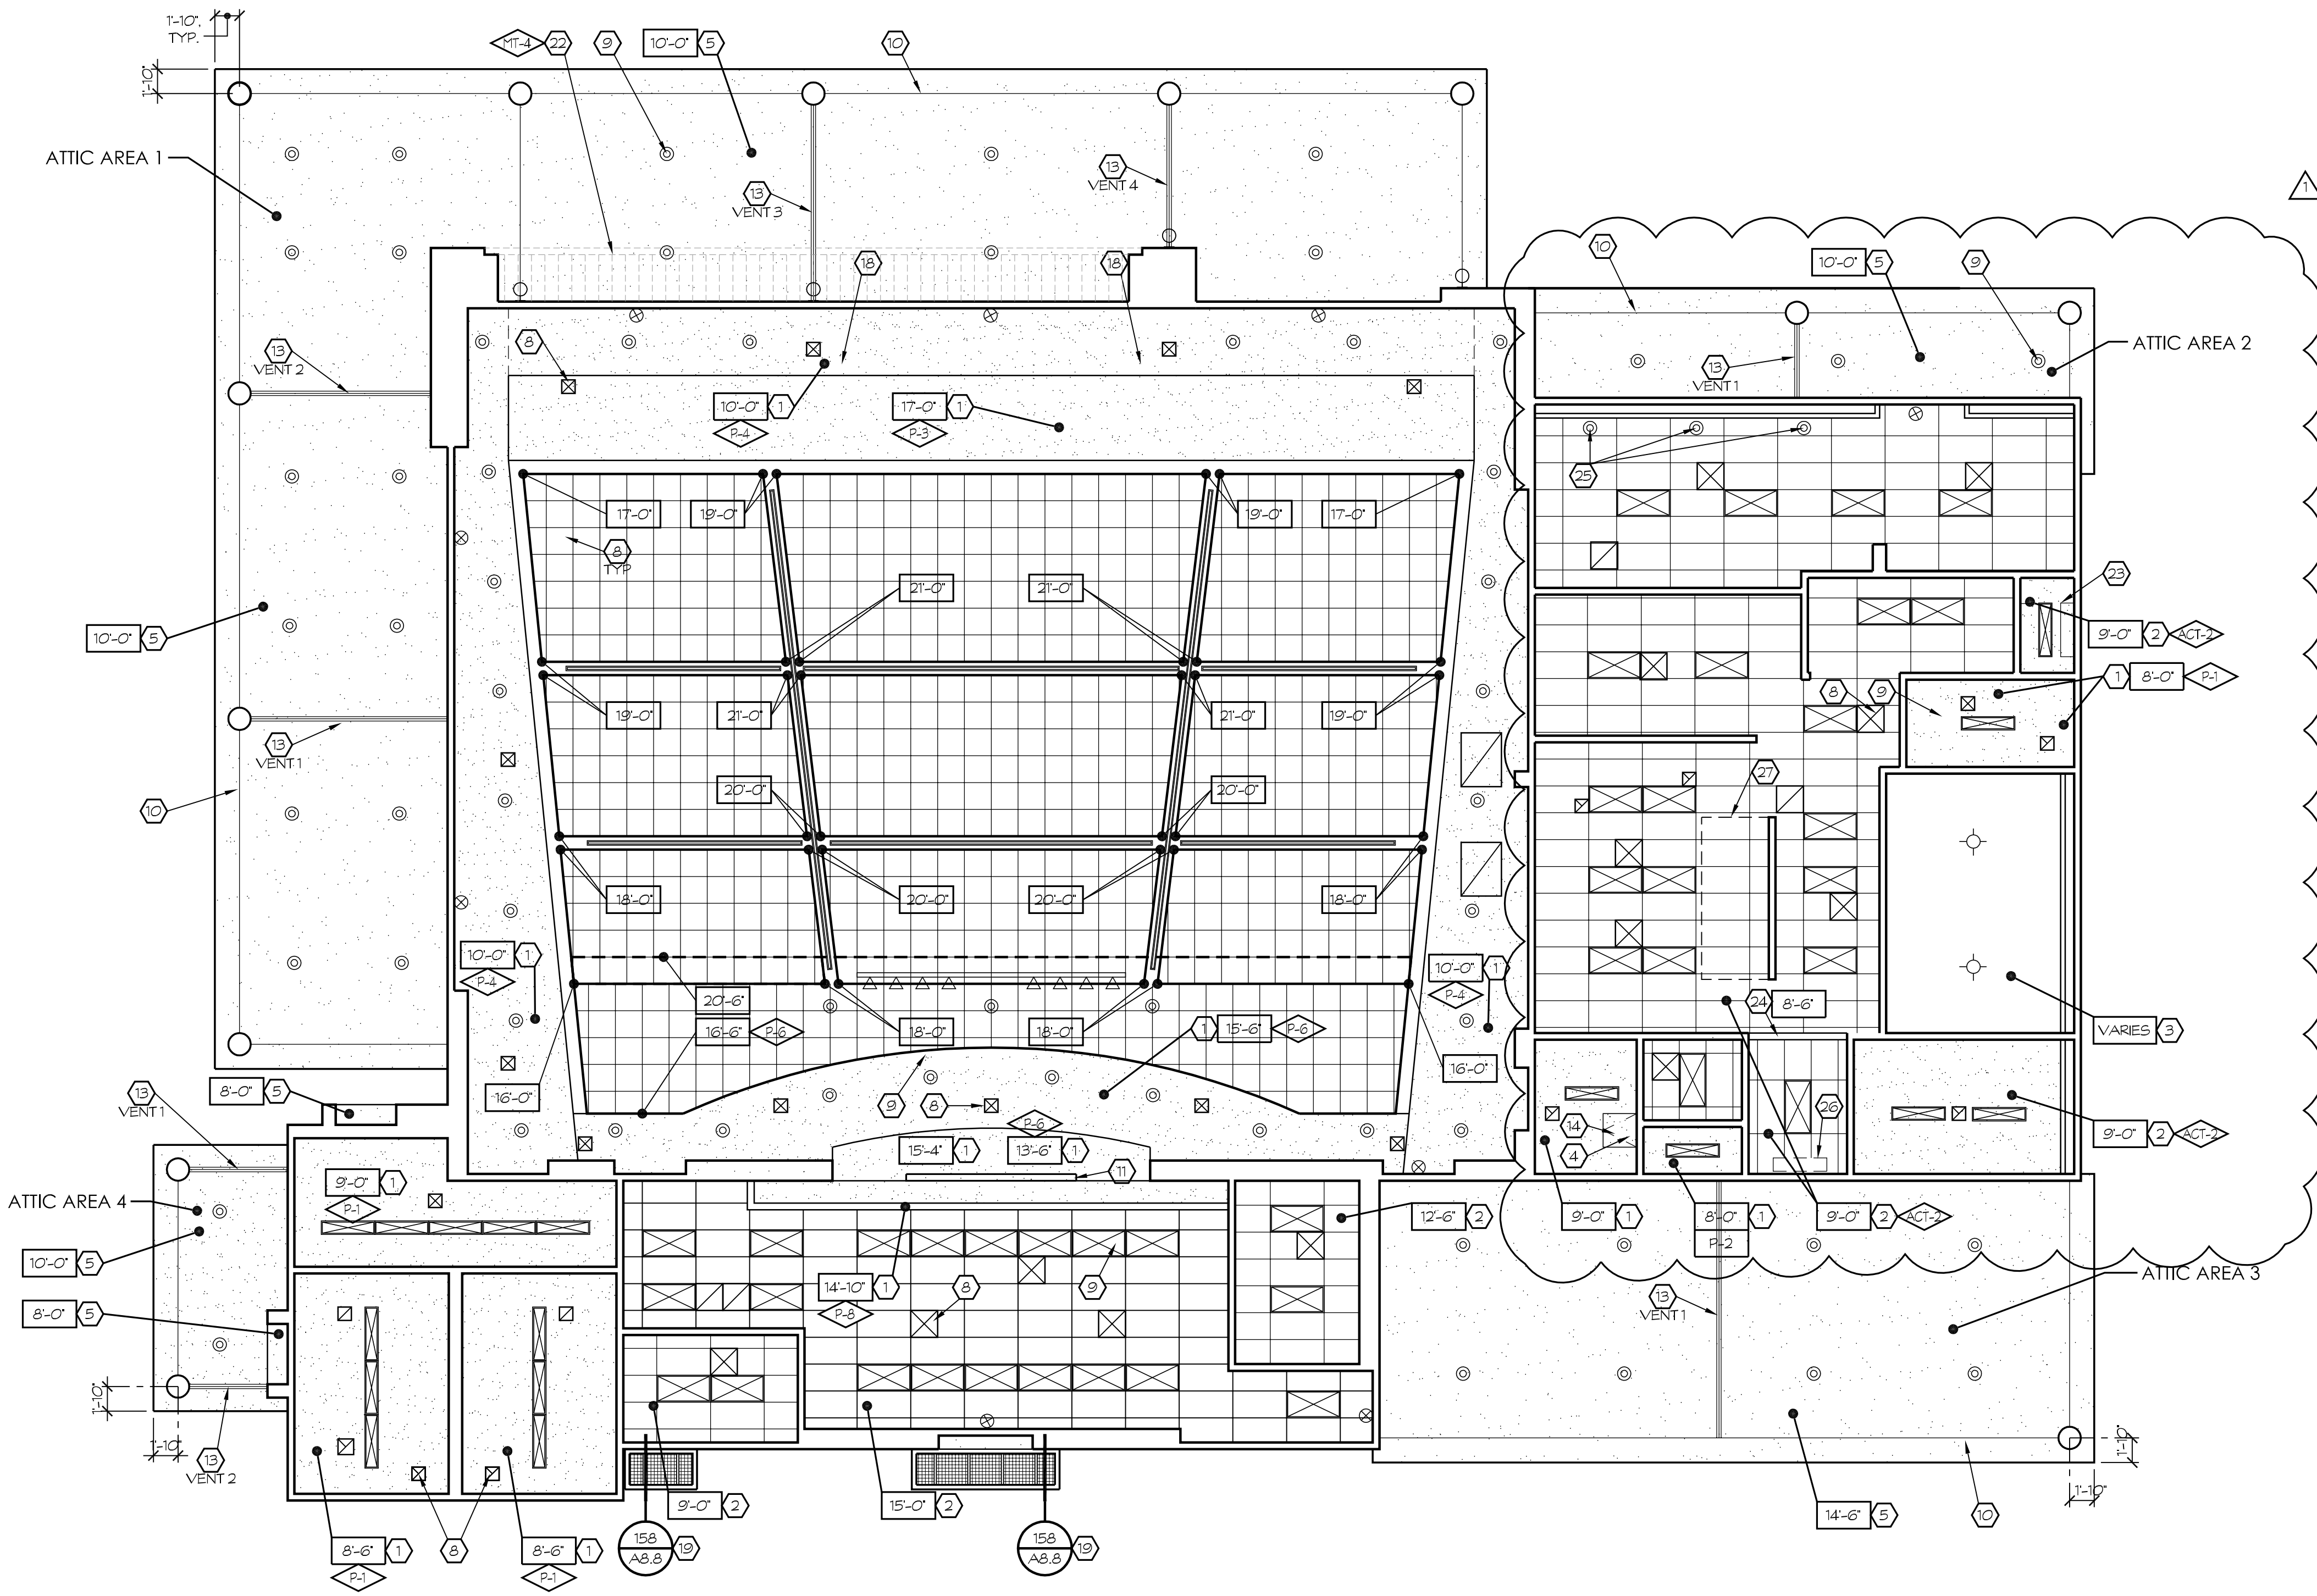 1'-10"
TYP.
1'-10"
MT-4 22
9
10'-0" 5
10
ATTIC AREA 1
13
VENT 3
13
VENT 4
1
18
18
10
10'-0" 5
9
13
VENT 2
8
13
VENT 1
ATTIC AREA 2
10'-0" 1
P-4
17'-0" 1
P-3
25
17'-0"
19'-0"
19'-0"
17'-0"
8
TYP
21'-0"
21'-0"
23
10'-0" 5
9'-0" 2 ACT-2
1 8'-0" P-1
8
9
19'-0"
21'-0"
21'-0"
19'-0"
13
VENT 1
27
10
20'-0"
20'-0"
18'-0"
20'-0"
20'-0"
18'-0"
10'-0" 1
P-4
10'-0" 1
P-4
20'-6"
24 8'-6"
16'-6" P-6
18'-0"
18'-0"
1 15'-6" P-6
VARIES 3
16'-0"
16'-0"
13
VENT 1
8'-0" 5
9
8
P-6
14
26
15'-4" 1
13'-6" 1
4
9'-0" 2 ACT-2
11
9'-0" 1
P-1
ATTIC AREA 4
12'-6" 2
9'-0" 1
8'-0" 1
P-2
9'-0" 2 ACT-2
10'-0" 5
14'-10" 1
P-8
8
9
ATTIC AREA 3
13
VENT 1
8'-0" 5
1'-10"
1'-10"
13
VENT 2
1'-10"
1'-10"
9'-0" 2
15'-0" 2
14'-6" 5
10
8'-6" 1
P-1
8
8'-6" 1
P-1
158
A8.8
19
158
A8.8
19